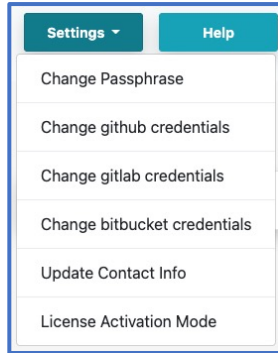 Settings
Help
Change Passphrase
Change github credentials
Change gitlab credentials
Change bitbucket credentials
Update Contact Info
License Activation Mode